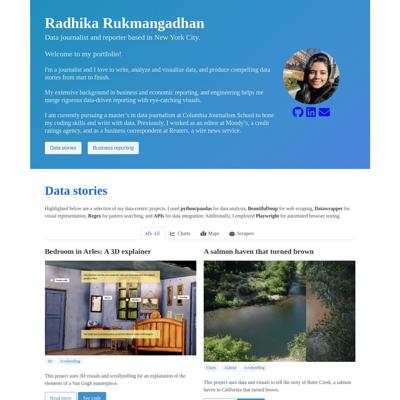 Radhika Rukmangadhan
Data journalist and reporter based in New York City.
Welcome to my portfolio!
I'm a journalist and I love to write, analyze and visualize data, and produce compelling data
stories from start to finish.
My extensive background in business and economic reporting, and engineering helps me
merge rigorous data-driven reporting with eye-catching visuals.
I am currently pursuing a master's in data journalism at Columbia Journalism School to hone
my coding skills and write with data. Previously, I worked as an editor at Moody's, a credit
ratings agency, and as a business correspondent at Reuters, a wire news service.
Data stories
Business reporting
Data stories
Highlighted below are a selection of my data-centric projects. I used python/pandas for data analysis, BeautifulSoup for web scraping, Datawrapper for
visual representation, Regex for pattern searching, and APIs for data integration. Additionally, I employed Playwright for automated browser testing.
All
Charts
Maps
Scrapers
Bedroom in Arles: A 3D explainer
A salmon haven that turned brown
3D
Scrollytelling
Charts
Scrollytelling
This project uses 3D visuals and scrollytelling for an explanation of the
elements of a Van Gogh masterpiece.
This project uses data and visuals to tell the story of Butte Creek, a salmon
haven in California that turned brown.
Read more
See code